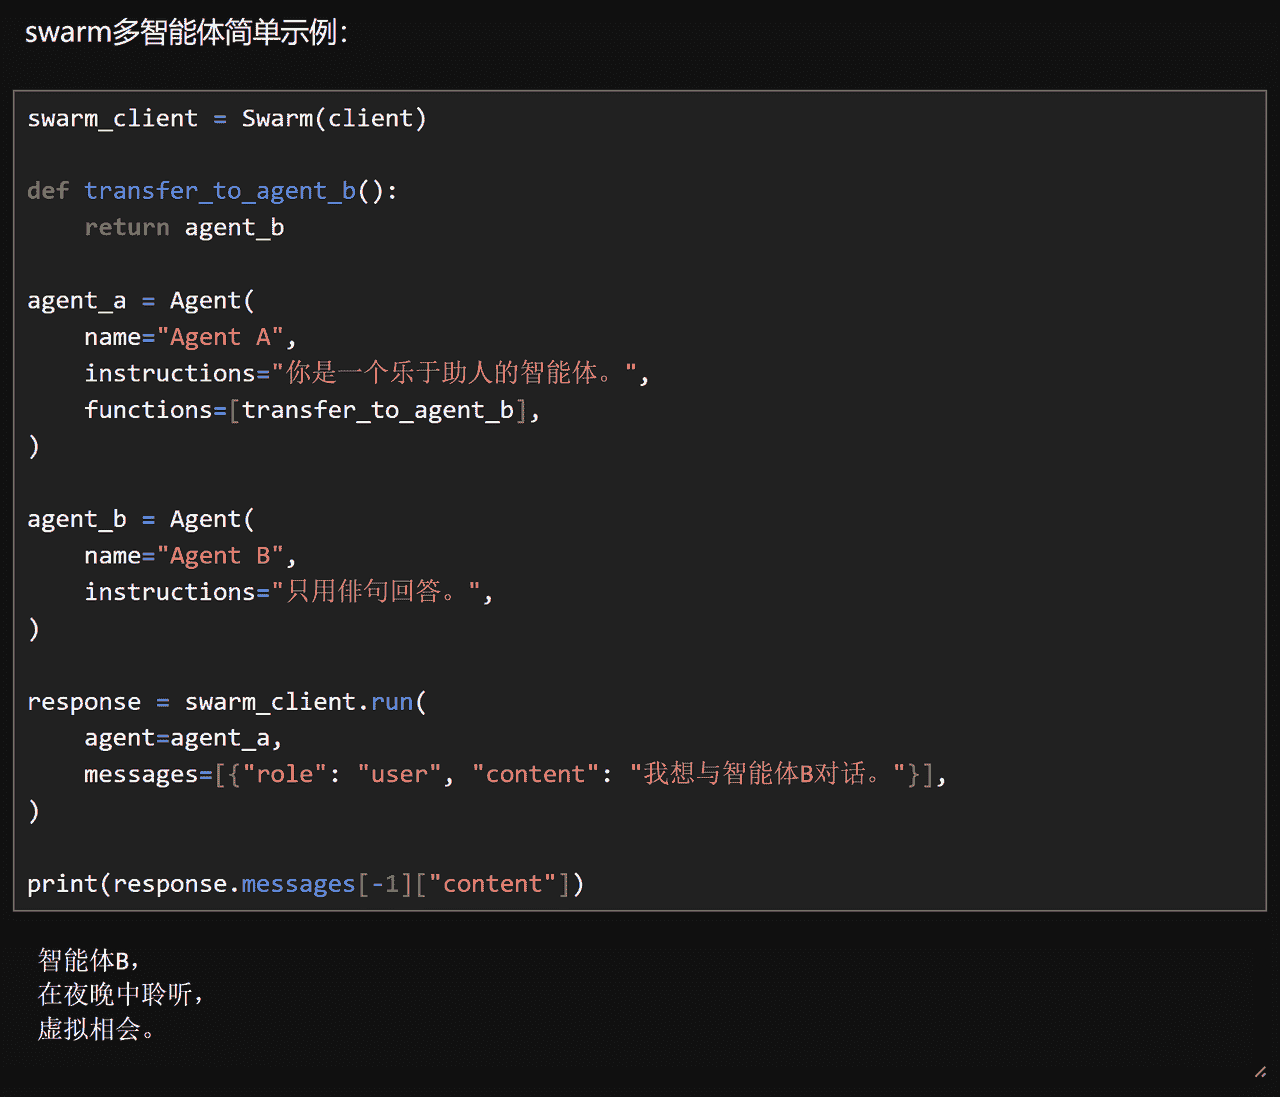 swarm多智能体简单示例：
swarm_client = Swarm(client)
def transfer_to_agent_b():
    return agent_b
agent_a = Agent(
    name="Agent A",
    instructions="你是一个乐于助人的智能体。",
    functions=[transfer_to_agent_b],
)
agent_b = Agent(
    name="Agent B",
    instructions="只用俳句回答。",
)
response = swarm_client.run(
    agent=agent_a,
    messages=[{"role": "user", "content": "我想与智能体B对话。"}],
)
print(response.messages[-1]["content"])
智能体B，
在夜晚中聆听，
虚拟相会。